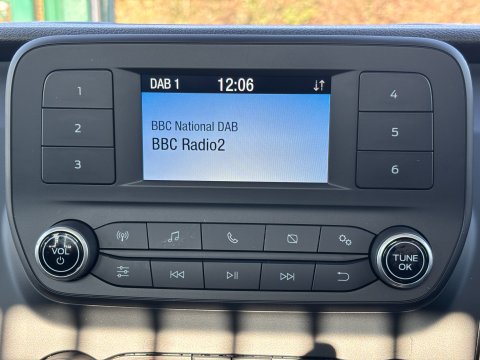 DAB 1 12:06
BBC National DAB
BBC Radio2
1
2
3
4
5
6
VOL
TUNE
OK